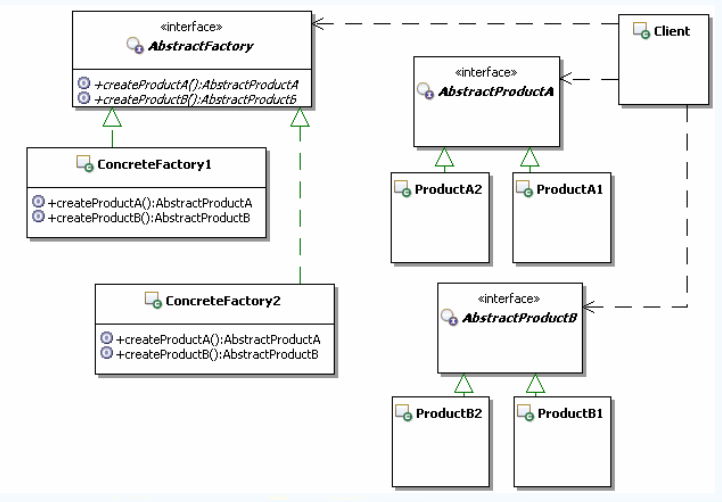 «interface»
AbstractFactory
+createProductA():AbstractProductA
+createProductB():AbstractProductB
Client
«interface»
AbstractProductA
ConcreteFactory1
+createProductA():AbstractProductA
+createProductB():AbstractProductB
ProductA2
ProductA1
ConcreteFactory2
+createProductA():AbstractProductA
+createProductB():AbstractProductB
«interface»
AbstractProductB
ProductB2
ProductB1